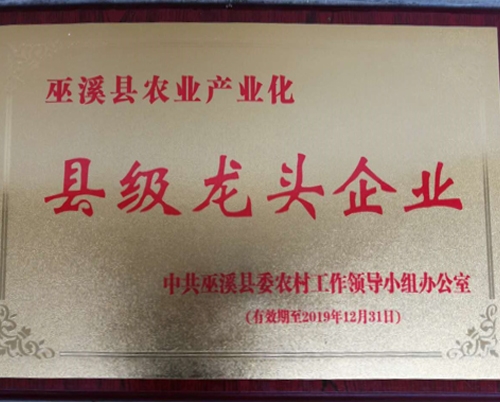 巫溪县农业产业化
县级龙头企业
中共巫溪县委农村工作领导小组办公室
(有效期至2019年12月31日)